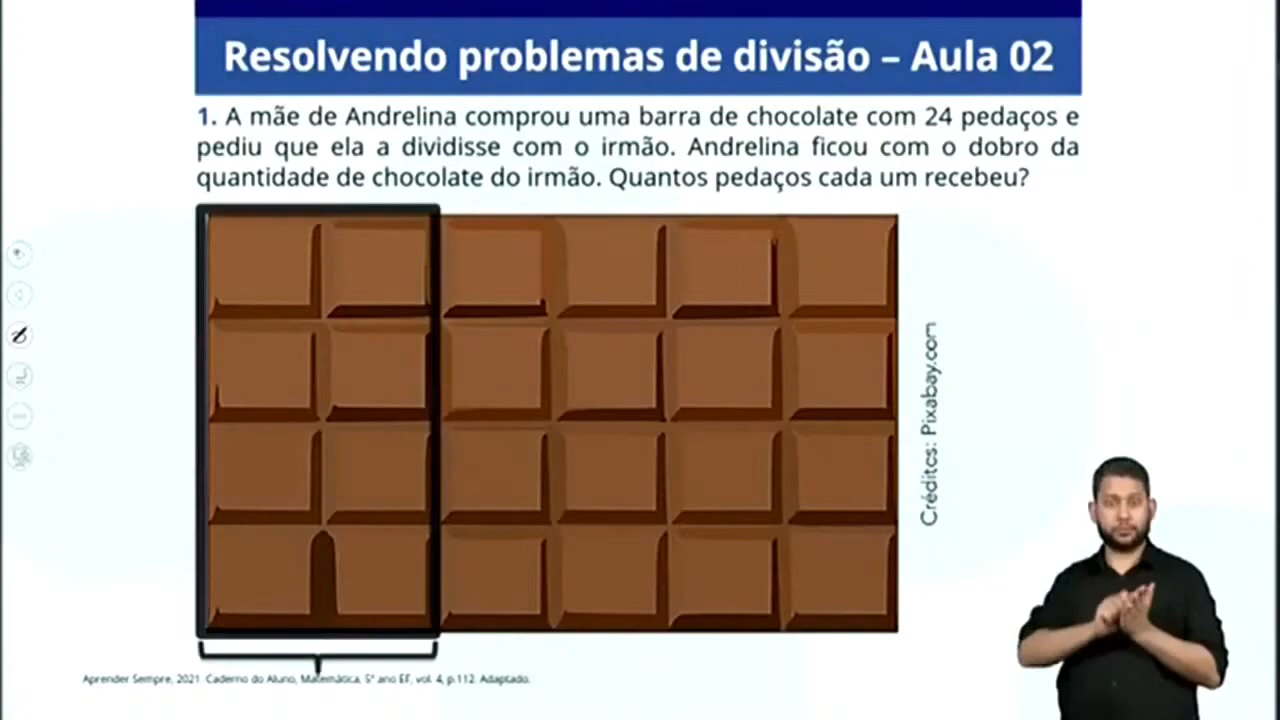 Resolvendo problemas de divisão – Aula 02
1. A mãe de Andrelina comprou uma barra de chocolate com 24 pedaços e
pediu que ela a dividisse com o irmão. Andrelina ficou com o dobro da
quantidade de chocolate do irmão. Quantos pedaços cada um recebeu?
Créditos: Pixabay.com
Aprender Sempre, 2021. Caderno do Aluno, Matemática, 5º ano EF, vol. 4, p.112. Adaptado.